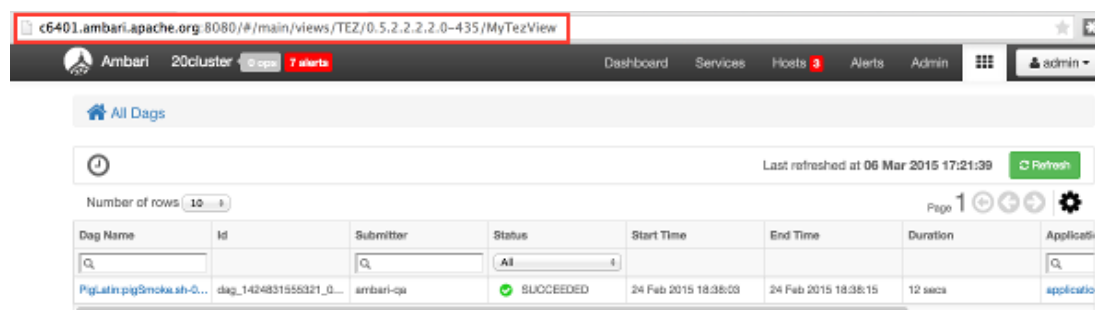 c6401.ambari.apache.org:8080/#/main/views/TEZ/0.5.2.2.2.2.0-435/MyTezView
Ambari 20cluster 0 ops 7 alerts Dashboard Services Hosts 3 Alerts Admin admin
All Dags
Last refreshed at 06 Mar 2015 17:21:39 Refresh
Number of rows 10 Page 1
Dag Name Id Submitter Status Start Time End Time Duration Applicati
All
PigLatin:pigSmoke.sh-0... dag_1424831555321_0... ambari-qa SUCCEEDED 24 Feb 2015 18:38:03 24 Feb 2015 18:38:15 12 secs applicatio